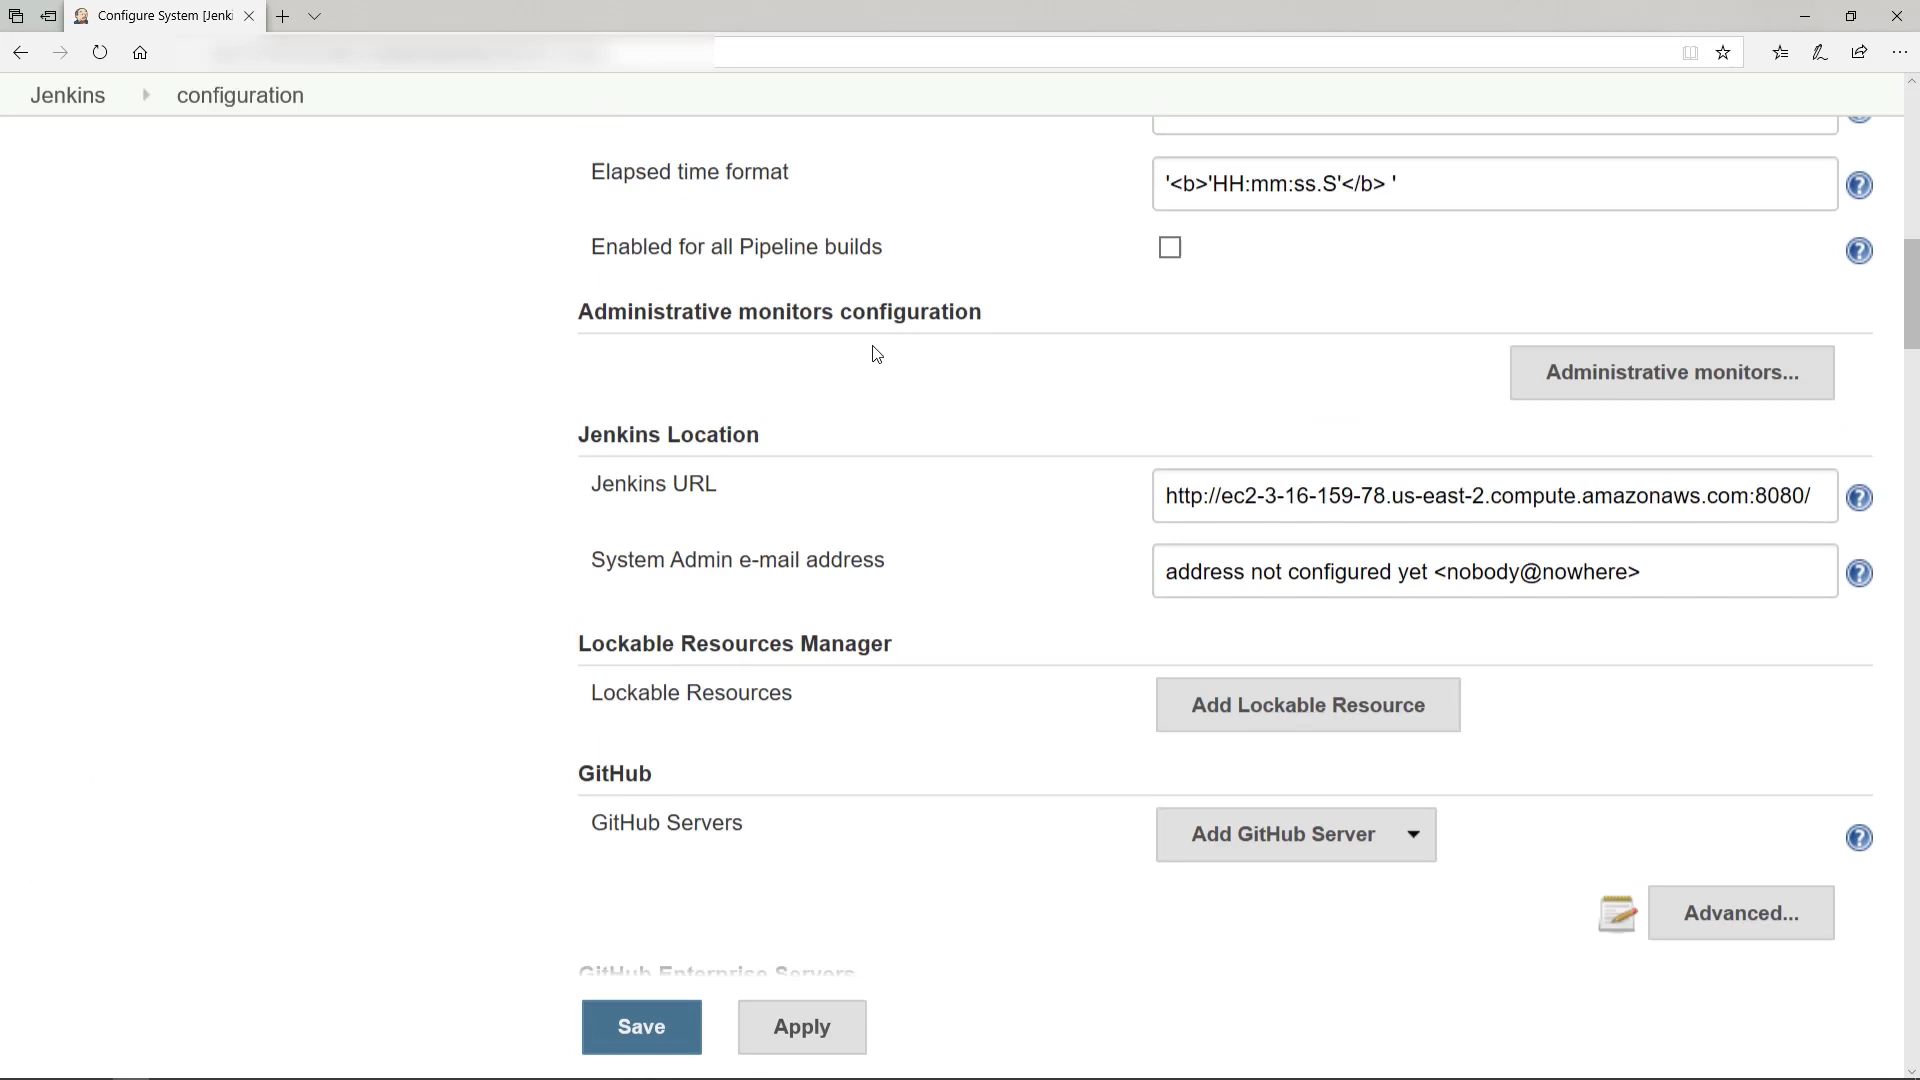 Configure System [Jenki
Jenkins configuration
Elapsed time format
'<b>'HH:mm:ss.S'</b> '
Enabled for all Pipeline builds
Administrative monitors configuration
Administrative monitors...
Jenkins Location
Jenkins URL
http://ec2-3-16-159-78.us-east-2.compute.amazonaws.com:8080/
System Admin e-mail address
address not configured yet <nobody@nowhere>
Lockable Resources Manager
Lockable Resources
Add Lockable Resource
GitHub
GitHub Servers
Add GitHub Server
Advanced...
GitHub Enterprise Servers
Save
Apply